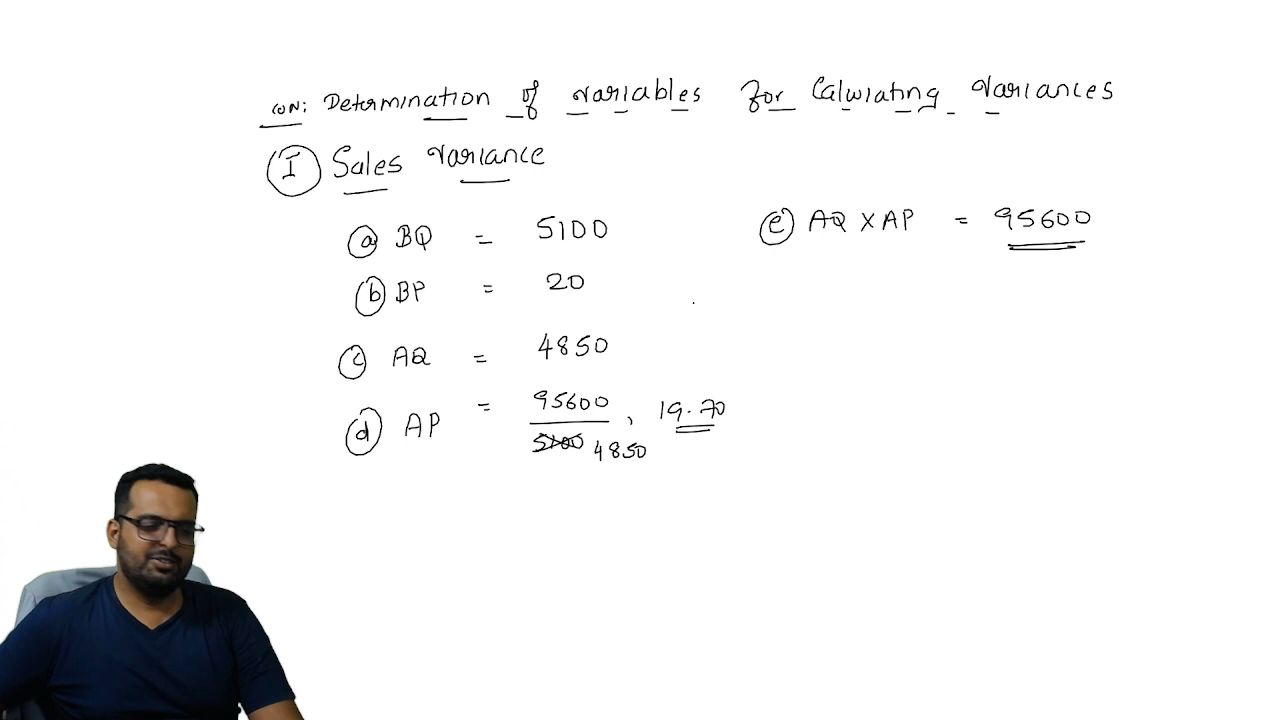 WN: Determination of variables for Calculating Variances
I Sales Variance
a BQ = 5100
b BP = 20
c AQ = 4850
d AP = 95600 / 5100 4850, 19.70
e AQ X AP = 95600